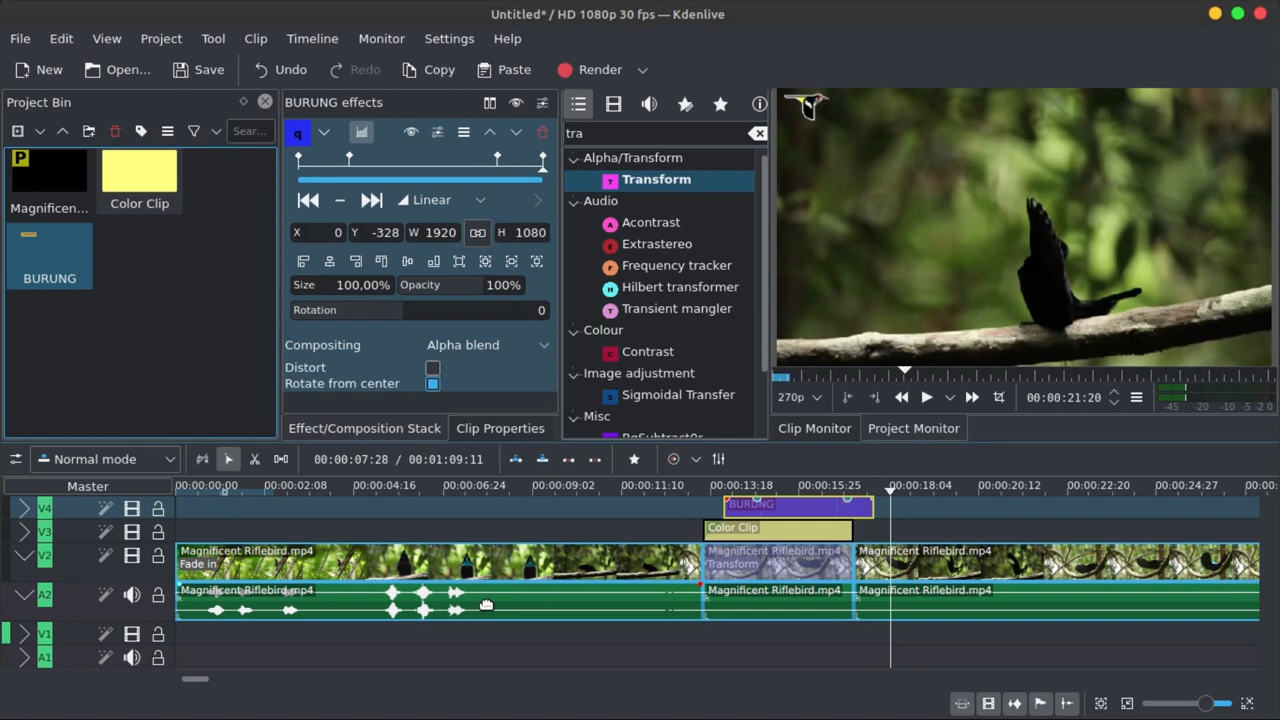 Untitled* / HD 1080p 30 fps — Kdenlive
File Edit View Project Tool Clip Timeline Monitor Settings Help
New Open... Save Undo Redo Copy Paste Render
Project Bin
Sear...
P
Magnificen...
Color Clip
BURUNG
BURUNG effects
q
Linear
X 0 Y -328 W 1920 H 1080
Size 100,00% Opacity 100%
Rotation 0
Compositing Alpha blend
Distort
Rotate from center
Effect/Composition Stack Clip Properties
tra
Alpha/Transform
T Transform
Audio
A Acontrast
E Extrastereo
F Frequency tracker
H Hilbert transformer
T Transient mangler
Colour
C Contrast
Image adjustment
S Sigmoidal Transfer
Misc
BgSubtract0r
270p 00:00:21:20
-45 -20 -10 -5 -2 0
Clip Monitor Project Monitor
Normal mode 00:00:07:28 / 00:01:09:11
Master
00:00:00:00 00:00:02:08 00:00:04:16 00:00:06:24 00:00:09:02 00:00:11:10 00:00:13:18 00:00:15:25 00:00:18:04 00:00:20:12 00:00:22:20 00:00:24:27 00:00:
V4 BURUNG
V3 Color Clip
V2 Magnificent Riflebird.mp4 Magnificent Riflebird.mp4 Magnificent Riflebird.mp4
Fade in Transform
A2 Magnificent Riflebird.mp4 Magnificent Riflebird.mp4 Magnificent Riflebird.mp4
V1
A1